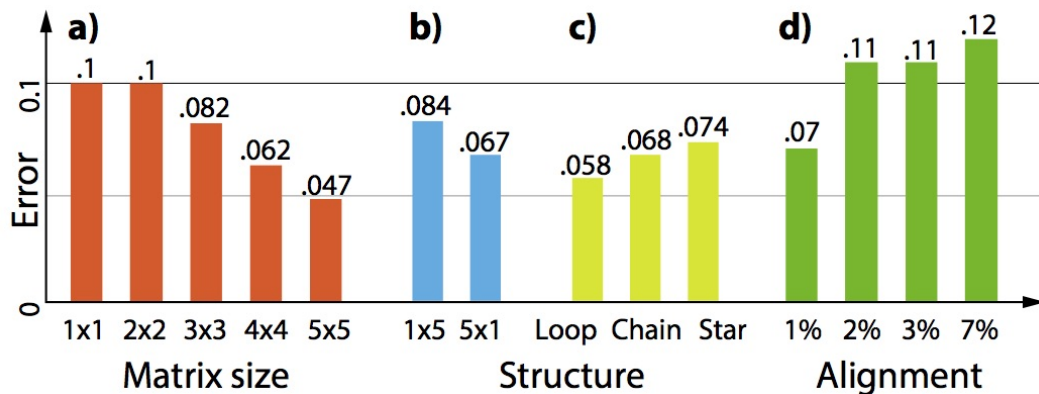 a) b) c) d)
.1 .1 .082 .062 .047
.084 .067
.058 .068 .074
.07 .11 .11 .12
Error
0.1
0
1x1 2x2 3x3 4x4 5x5 1x5 5x1 Loop Chain Star 1% 2% 3% 7%
Matrix size Structure Alignment